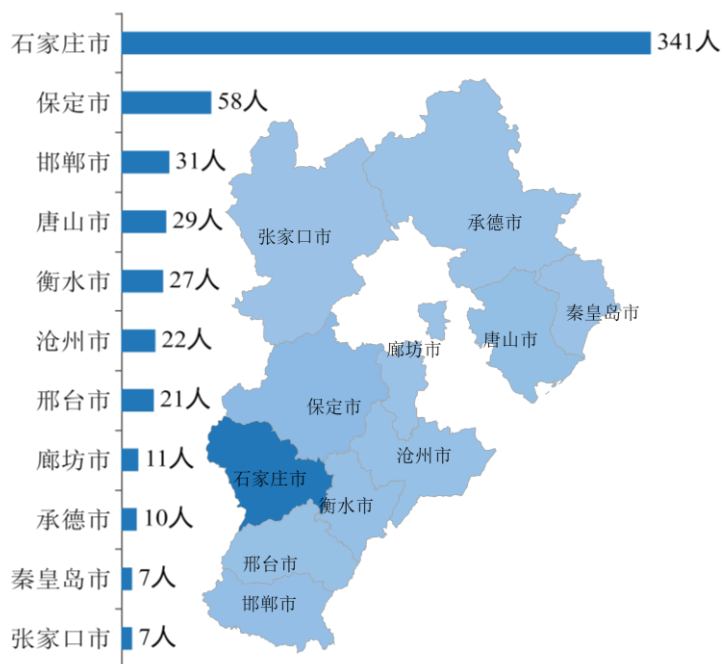 石家庄市 341人
保定市 58人
邯郸市 31人
唐山市 29人
衡水市 27人
沧州市 22人
邢台市 21人
廊坊市 11人
承德市 10人
秦皇岛市 7人
张家口市 7人
承德市
张家口市
秦皇岛市
唐山市
廊坊市
保定市
沧州市
石家庄市
衡水市
邢台市
邯郸市